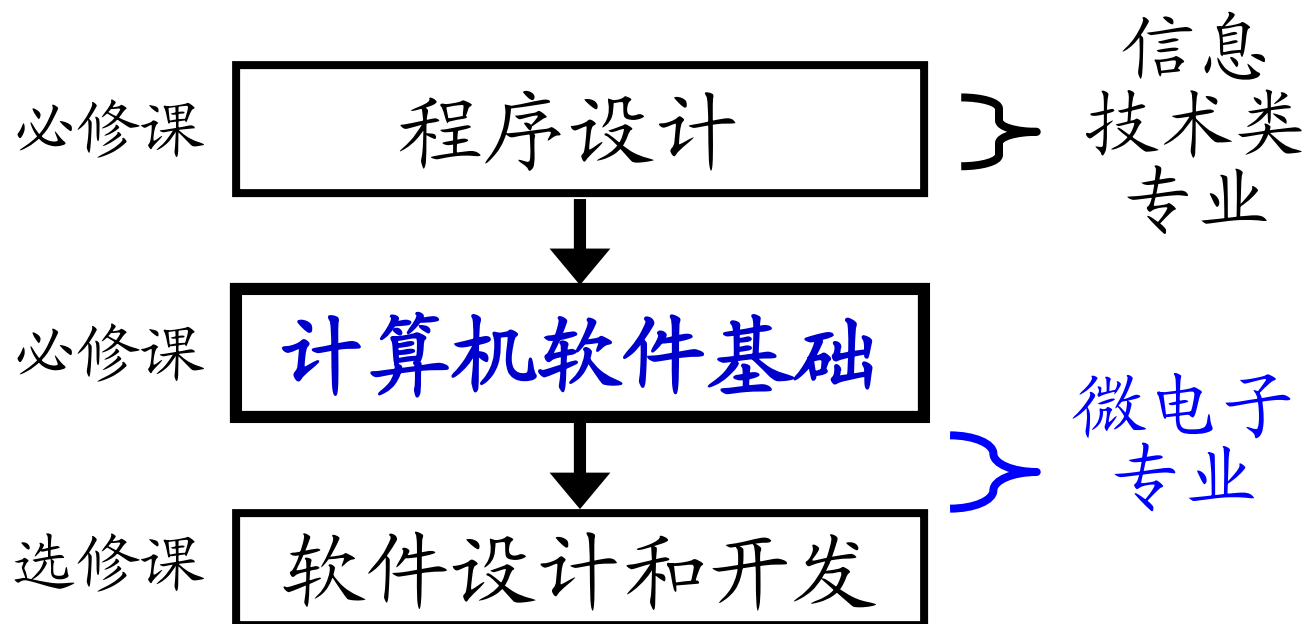 必修课
程序设计
信息
技术类
专业
必修课
计算机软件基础
微电子
专业
选修课
软件设计和开发